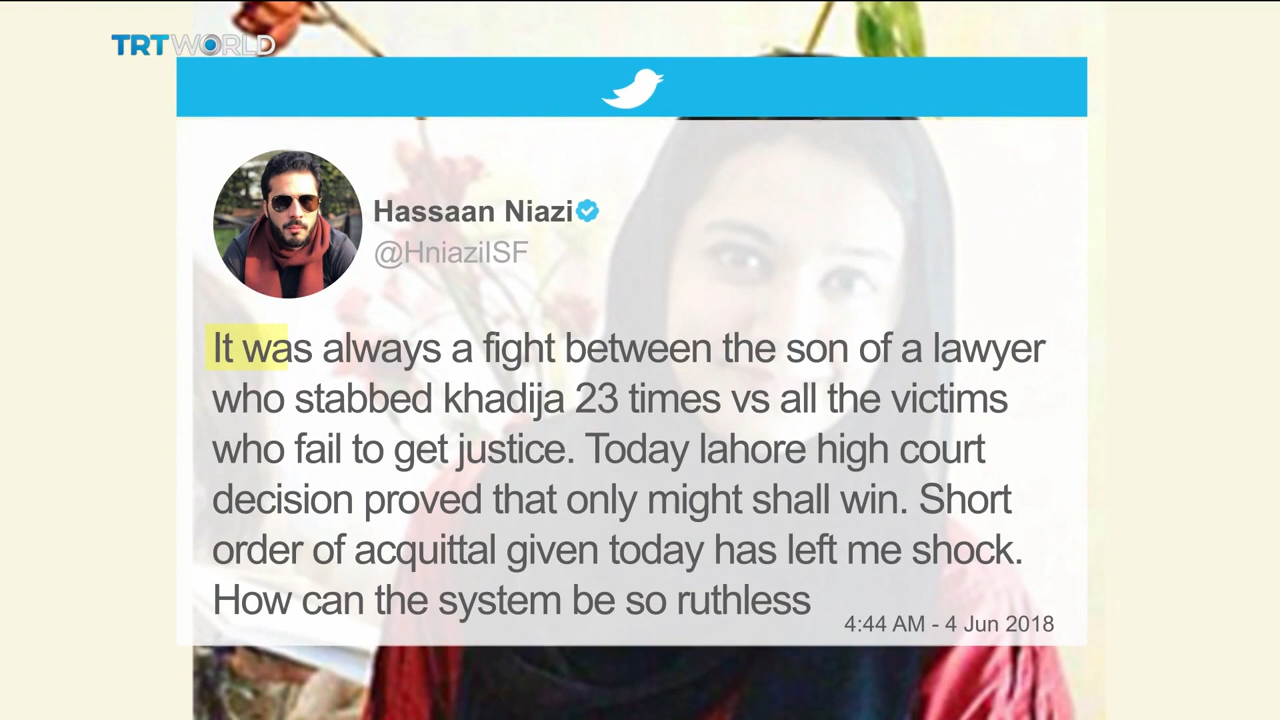 TRT WORLD
Hassaan Niazi
@HniaziISF
It was always a fight between the son of a lawyer
who stabbed khadija 23 times vs all the victims
who fail to get justice. Today lahore high court
decision proved that only might shall win. Short
order of acquittal given today has left me shock.
How can the system be so ruthless
4:44 AM - 4 Jun 2018